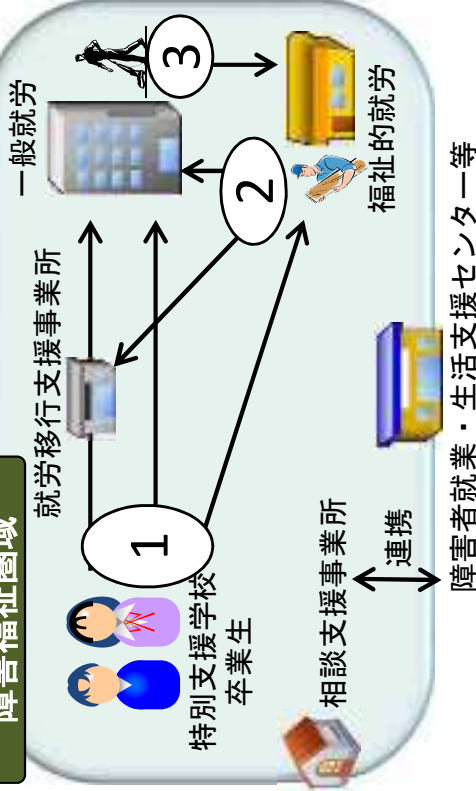 障害福祉圏域
就労移行支援事業所
一般就労
1
2
3
特別支援学校
卒業生
福祉的就労
相談支援事業所
連携
障害者就業・生活支援センター等